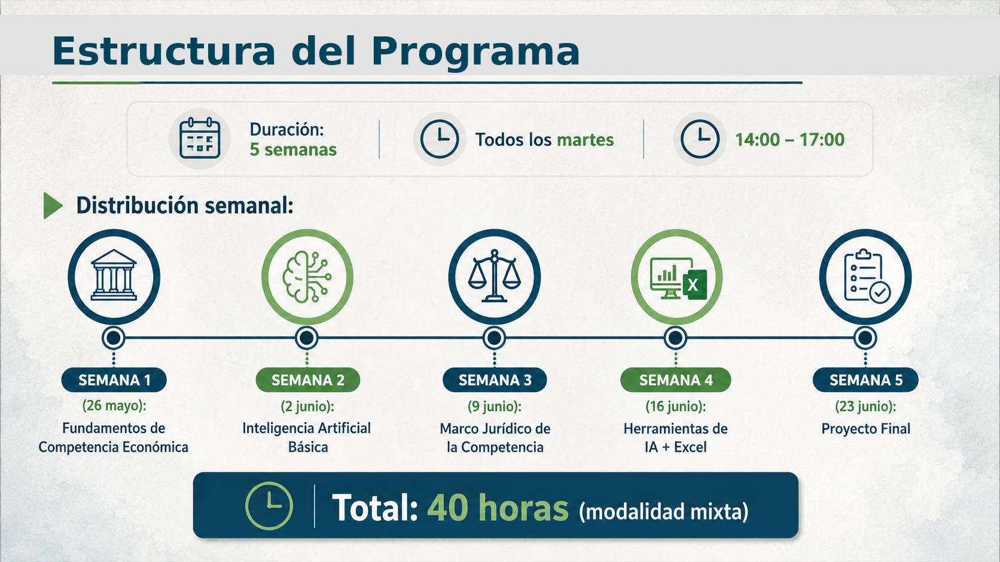 Estructura del Programa
Duración:
5 semanas
Todos los martes
14:00 – 17:00
Distribución semanal:
X
SEMANA 1
(26 mayo):
Fundamentos de
Competencia Económica
SEMANA 2
(2 junio):
Inteligencia Artificial
Básica
SEMANA 3
(9 junio):
Marco Jurídico de
la Competencia
SEMANA 4
(16 junio):
Herramientas de
IA + Excel
SEMANA 5
(23 junio):
Proyecto Final
Total: 40 horas (modalidad mixta)